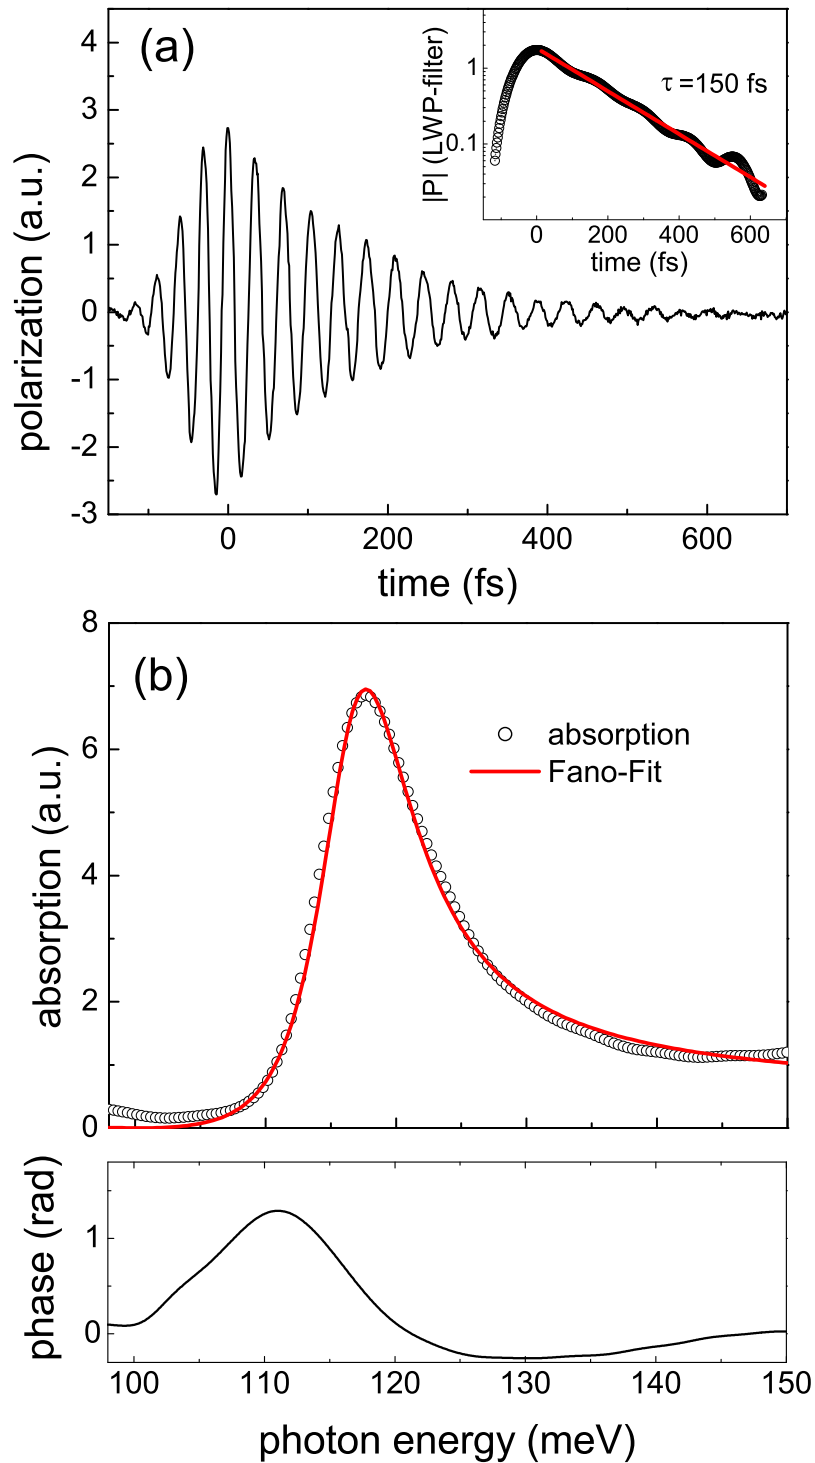 (a)
4
3
2
1
0
-1
-2
-3
polarization (a.u.)
0
200
400
600
time (fs)
1
0.1
|P| (LWP-filter)
τ =150 fs
0
200
400
600
time (fs)
(b)
8
6
4
2
0
absorption (a.u.)
absorption
Fano-Fit
1
0
phase (rad)
100
110
120
130
140
150
photon energy (meV)